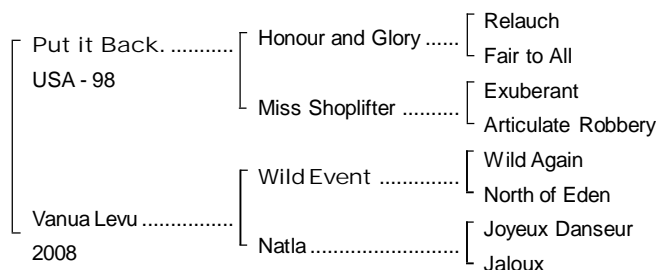 Relauch
Put it Back. ........... Honour and Glory ......
Fair to All
USA - 98
Exuberant
Miss Shoplifter ..........
Articulate Robbery
Wild Again
Wild Event ..............
North of Eden
Vanua Levu ................
Joyeux Danseur
2008
Natla ..........................
Jaloux